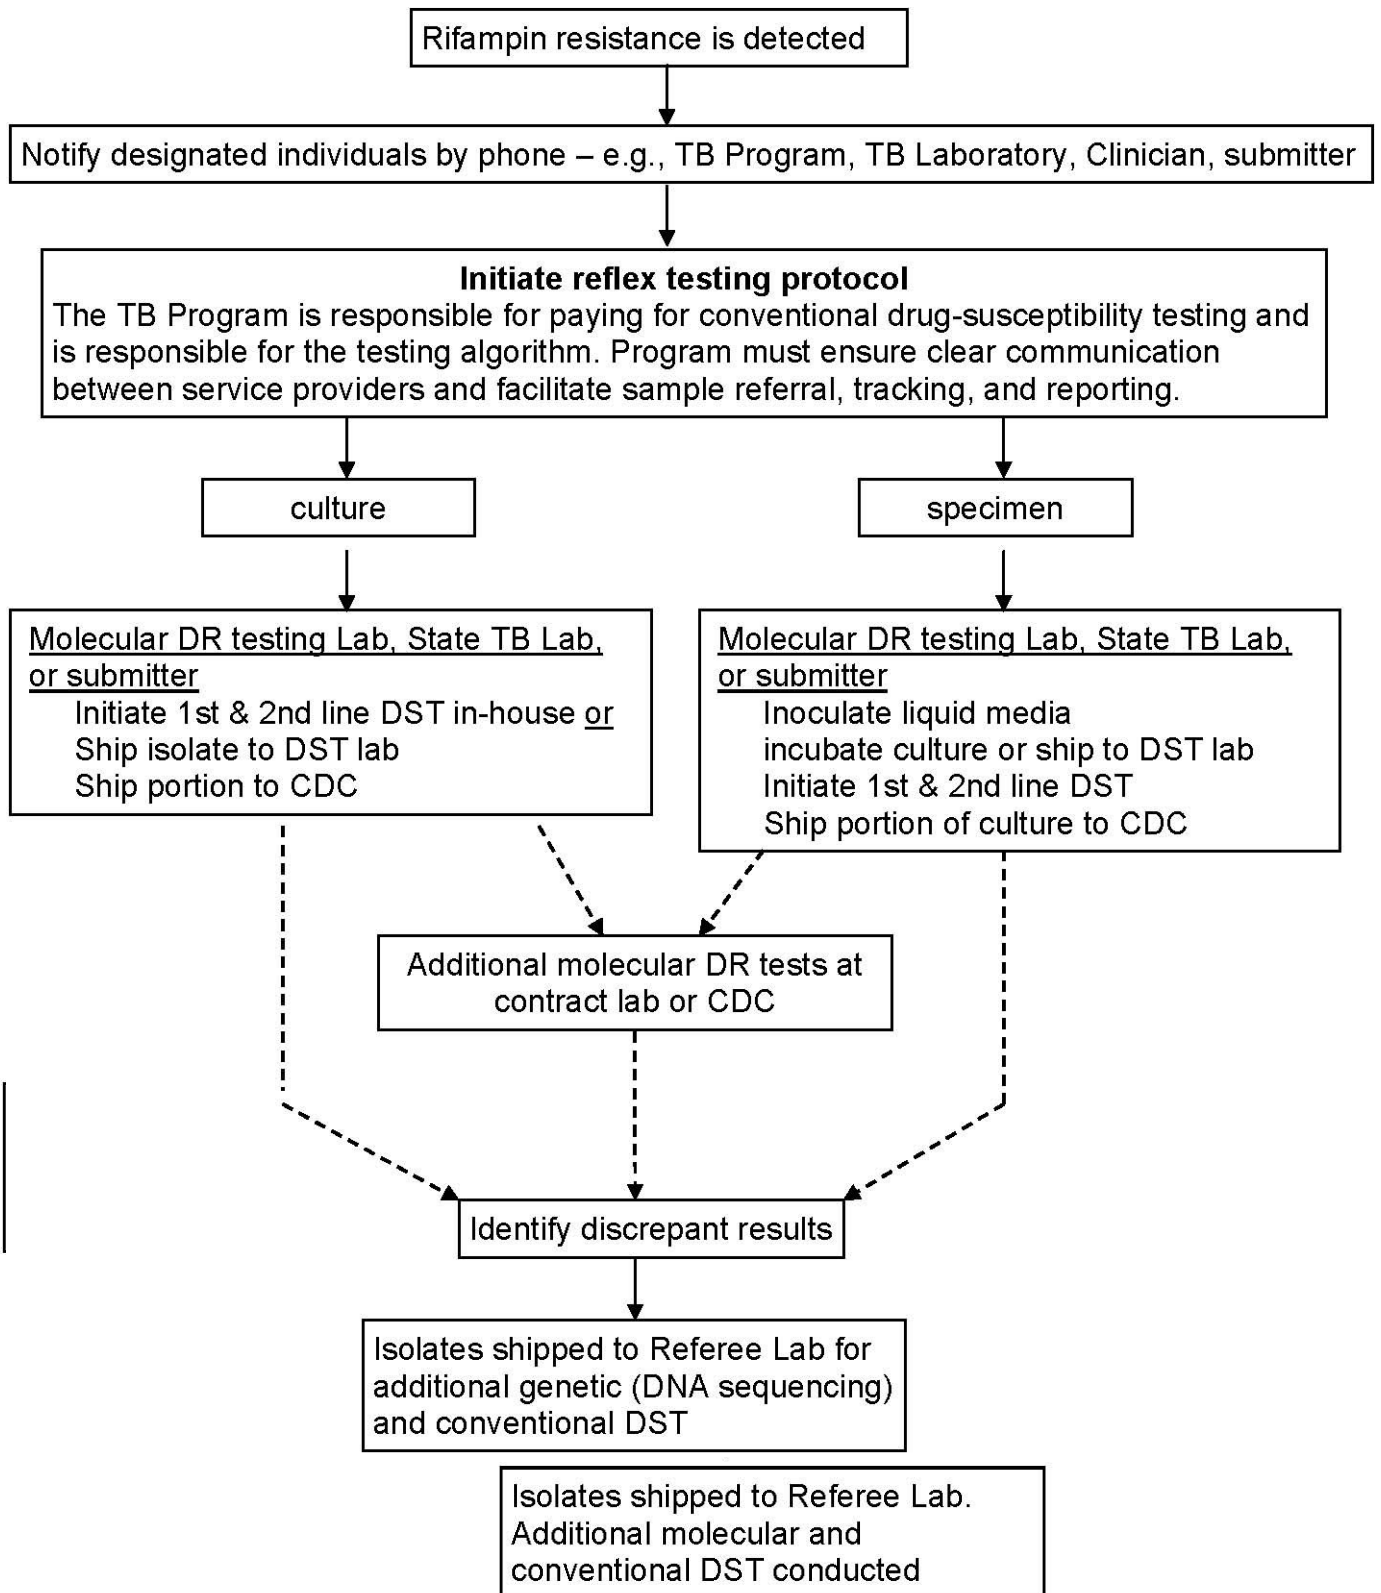 Rifampin resistance is detected
Notify designated individuals by phone – e.g., TB Program, TB Laboratory, Clinician, submitter
Initiate reflex testing protocol
The TB Program is responsible for paying for conventional drug-susceptibility testing and
is responsible for the testing algorithm. Program must ensure clear communication
between service providers and facilitate sample referral, tracking, and reporting.
culture
specimen
Molecular DR testing Lab, State TB Lab,
or submitter
Initiate 1st & 2nd line DST in-house or
Ship isolate to DST lab
Ship portion to CDC
Molecular DR testing Lab, State TB Lab,
or submitter
Inoculate liquid media
incubate culture or ship to DST lab
Initiate 1st & 2nd line DST
Ship portion of culture to CDC
Additional molecular DR tests at
contract lab or CDC
Identify discrepant results
Isolates shipped to Referee Lab for
additional genetic (DNA sequencing)
and conventional DST
Isolates shipped to Referee Lab.
Additional molecular and
conventional DST conducted